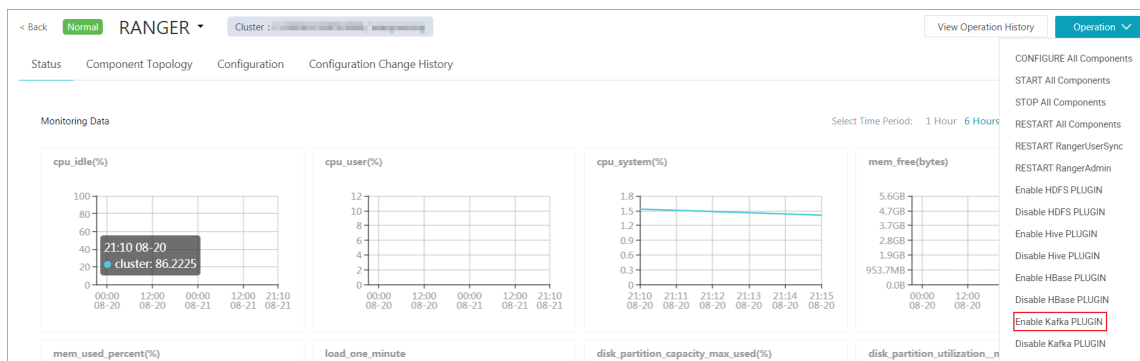 < Back Normal RANGER Cluster : View Operation History Operation
Status Component Topology Configuration Configuration Change History
CONFIGURE All Components
START All Components
STOP All Components
RESTART All Components
RESTART RangerUserSync
RESTART RangerAdmin
Enable HDFS PLUGIN
Disable HDFS PLUGIN
Enable Hive PLUGIN
Disable Hive PLUGIN
Enable HBase PLUGIN
Disable HBase PLUGIN
Enable Kafka PLUGIN
Disable Kafka PLUGIN
Monitoring Data Select Time Period: 1 Hour 6 Hours
cpu_idle(%)
100
80
60
40
20
0
21:10 08-20
cluster: 86.2225
00:00 12:00 00:00 12:00 21:10
08-20 08-20 08-21 08-21 08-21
cpu_user(%)
12
10
8
6
4
2
0
00:00 12:00 00:00 12:00 21:10
08-20 08-20 08-21 08-21 08-21
cpu_system(%)
1.8
1.5
1.2
0.9
0.6
0.3
0
21:10 21:11 21:12 21:13 21:14 21:15
08-20 08-20 08-20 08-20 08-20 08-20
mem_free(bytes)
5.6GB
4.7GB
3.7GB
2.8GB
1.9GB
953.7MB
0.0B
00:00 12:00
08-20 08-20
mem_used_percent(%) load_one_minute disk_partition_capacity_max_used(%) disk_partition_utilization_